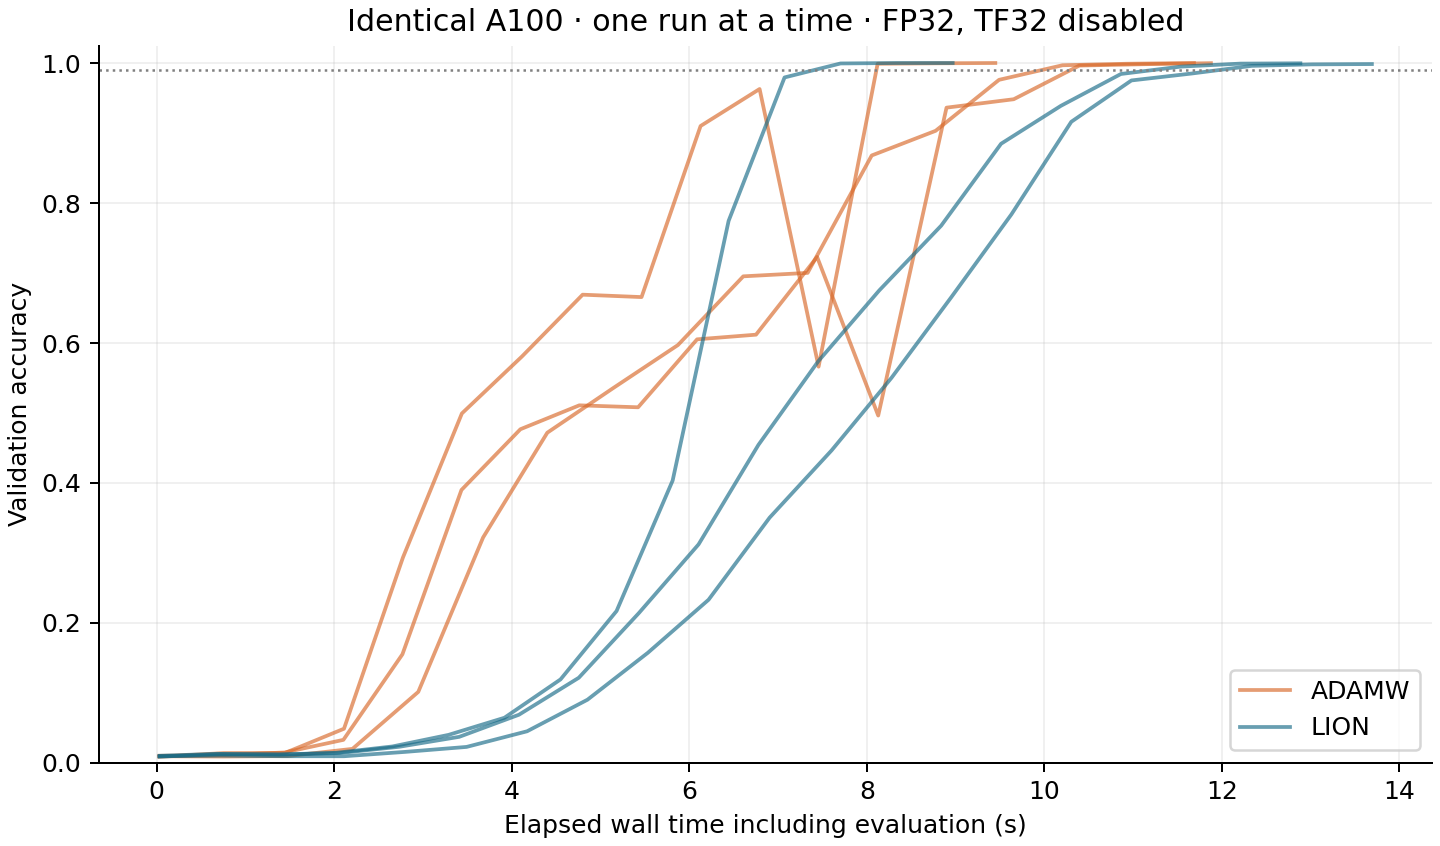 Identical A100 · one run at a time · FP32, TF32 disabled
Validation accuracy
1.0
0.8
0.6
0.4
0.2
0.0
0 2 4 6 8 10 12 14
Elapsed wall time including evaluation (s)
ADAMW
LION